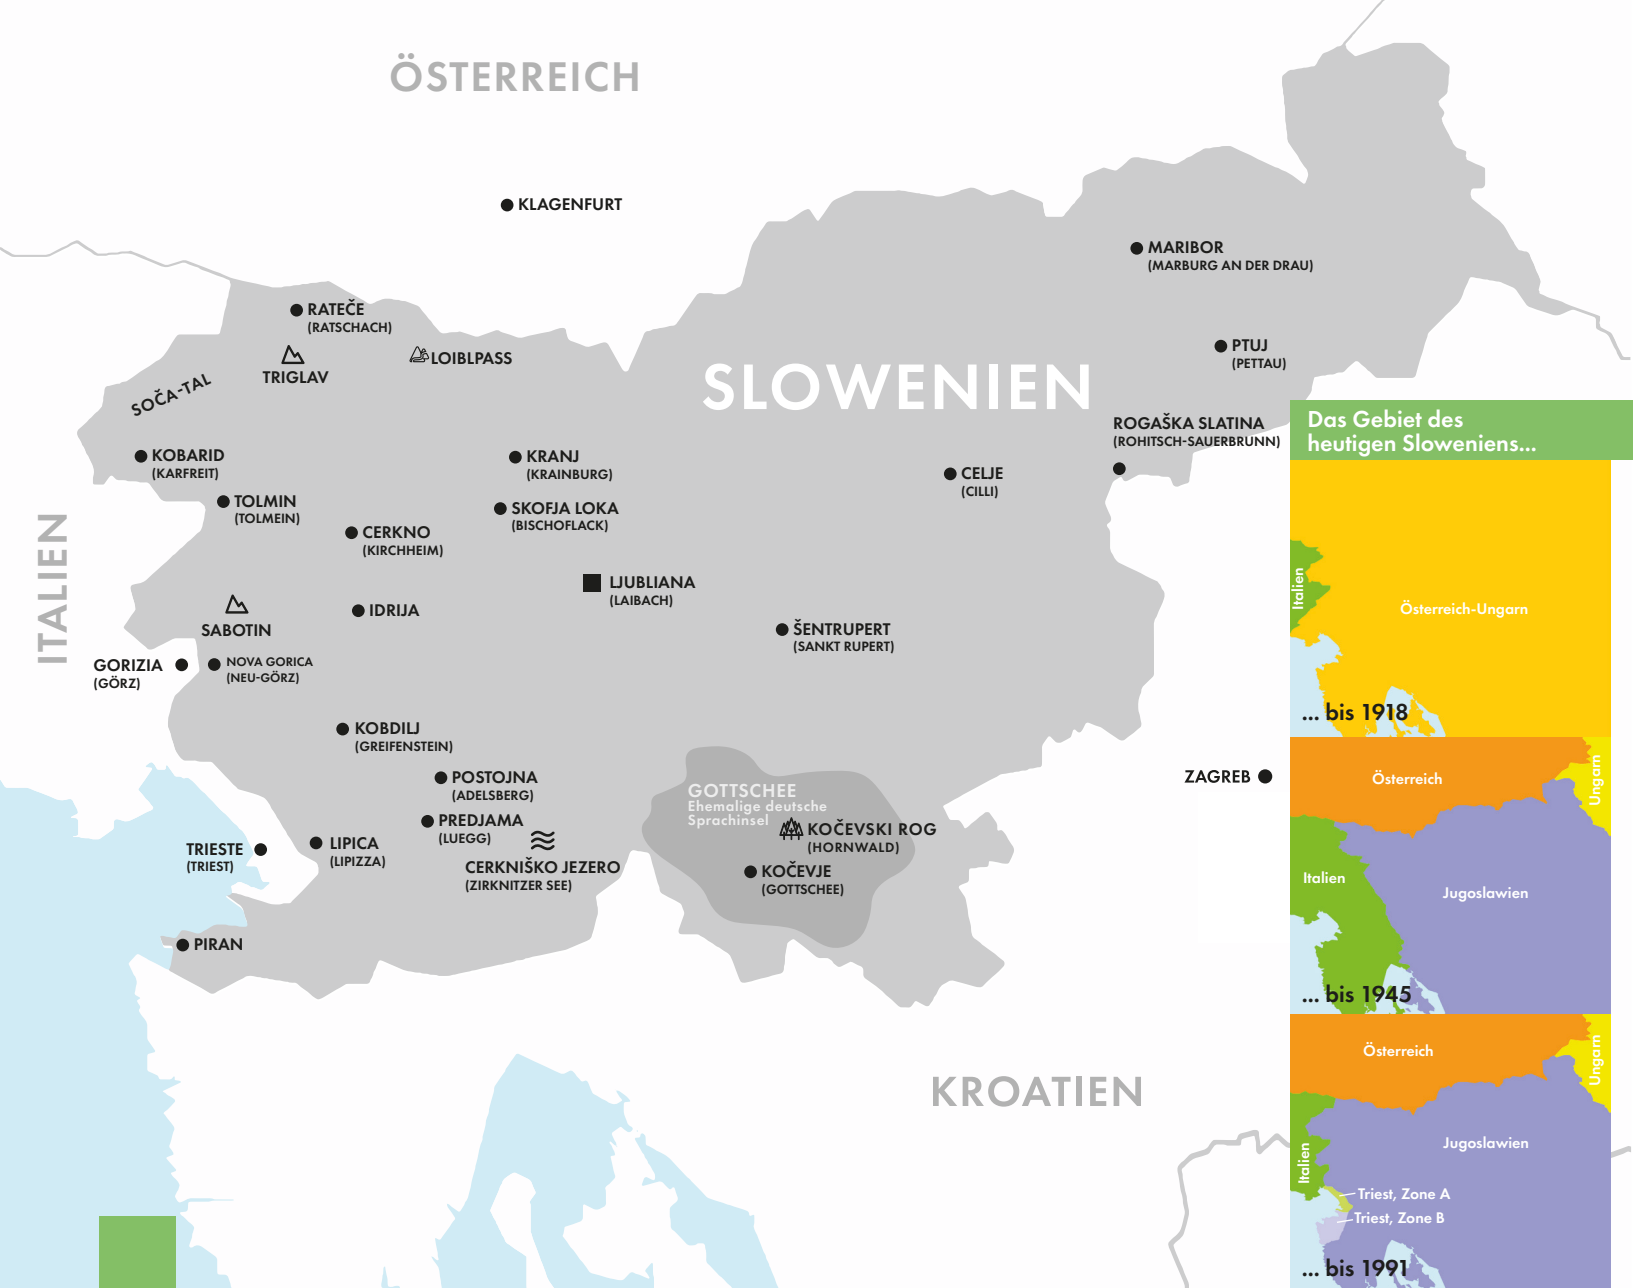 ÖSTERREICH
KLAGENFURT
MARIBOR
(MARBURG AN DER DRAU)
RATEČE
(RATSCHACH)
TRIGLAV
LOIBLPASS
SLOWENIEN
PTUJ
(PETTAU)
SOČA-TAL
ROGAŠKA SLATINA
(ROHITSCH-SAUERBRUNN)
KOBARID
(KARFREIT)
KRANJ
(KRAINBURG)
CELJE
(CILLI)
TOLMIN
(TOLMEIN)
SKOFJA LOKA
(BISCHOFLACK)
CERKNO
(KIRCHHEIM)
ITALIEN
LJUBLIANA
(LAIBACH)
IDRIJA
SABOTIN
ŠENTRUPERT
(SANKT RUPERT)
GORIZIA
(GÖRZ)
NOVA GORICA
(NEU-GÖRZ)
KOBDILJ
(GREIFENSTEIN)
POSTOJNA
(ADELSBERG)
ZAGREB
GOTTSCHEE
Ehemalige deutsche
Sprachinsel
PREDJAMA
(LUEGG)
KOČEVSKI ROG
(HORNWALD)
LIPICA
(LIPIZZA)
TRIESTE
(TRIEST)
CERKNIŠKO JEZERO
(ZIRKNITZER SEE)
KOČEVJE
(GOTTSCHEE)
PIRAN
KROATIEN
Das Gebiet des
heutigen Sloweniens...
Italien
Österreich-Ungarn
... bis 1918
Österreich
Ungarn
Italien
Jugoslawien
... bis 1945
Österreich
Ungarn
Jugoslawien
Italien
Triest, Zone A
Triest, Zone B
... bis 1991